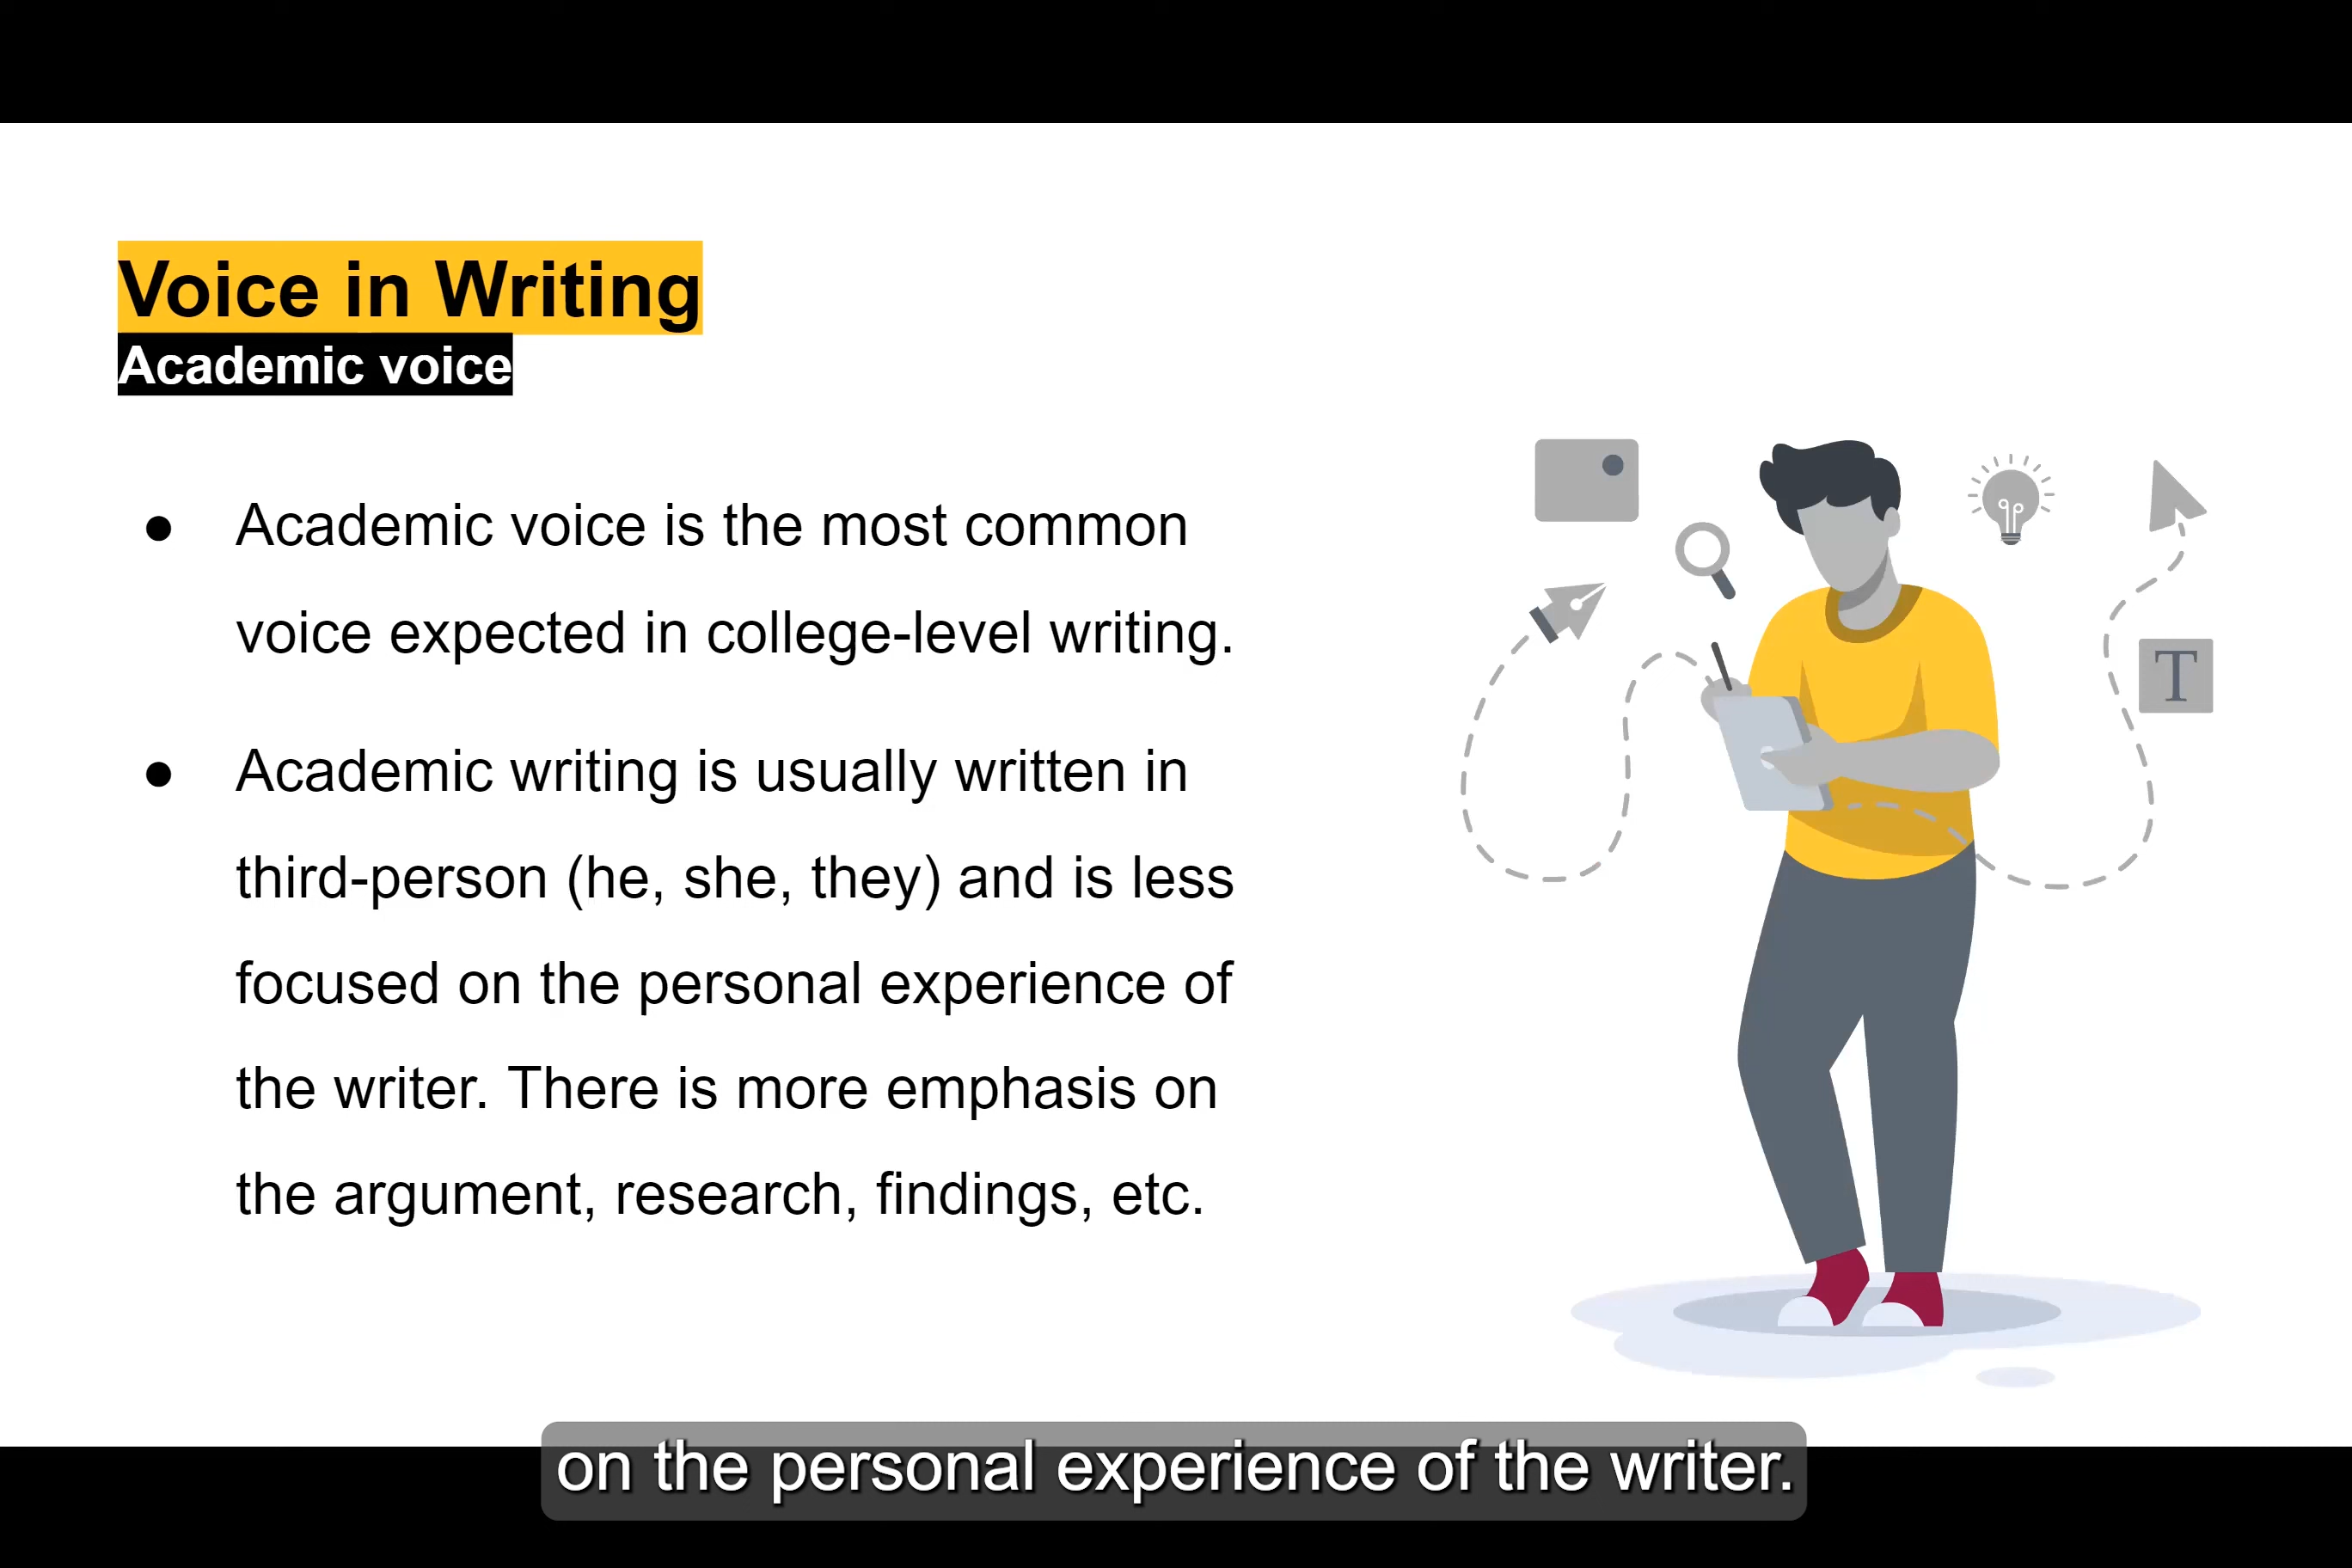 Voice in Writing
Academic voice
● Academic voice is the most common
voice expected in college-level writing.
● Academic writing is usually written in
third-person (he, she, they) and is less
focused on the personal experience of
the writer. There is more emphasis on
the argument, research, findings, etc.
T
on the personal experience of the writer.